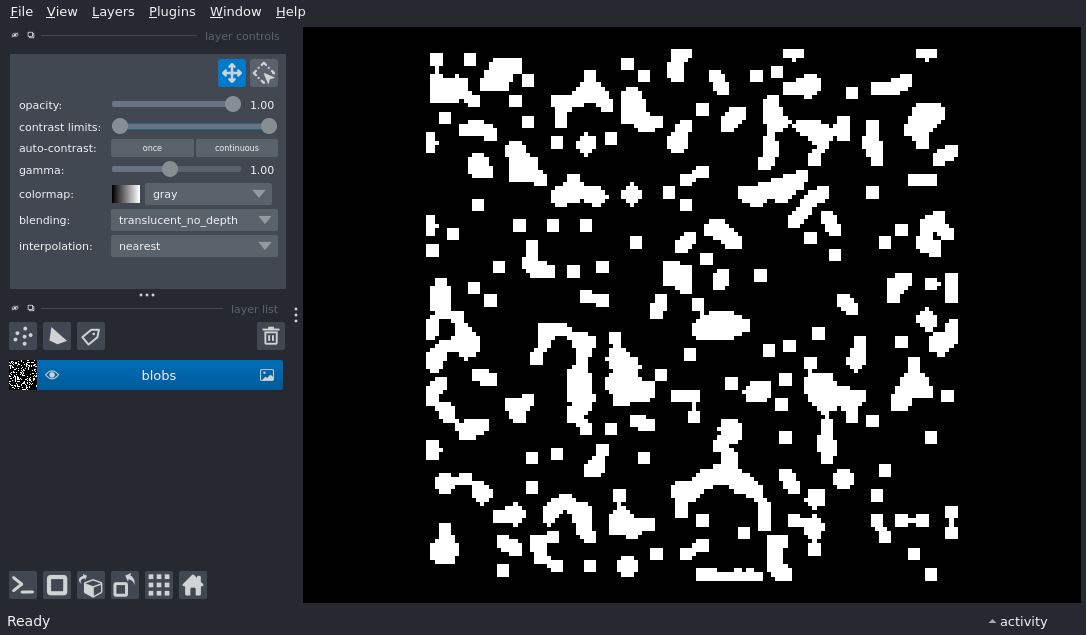 File View Layers Plugins Window Help
layer controls
opacity: 1.00
contrast limits:
auto-contrast: once continuous
gamma: 1.00
colormap: gray
blending: translucent_no_depth
interpolation: nearest
layer list
blobs
Ready activity